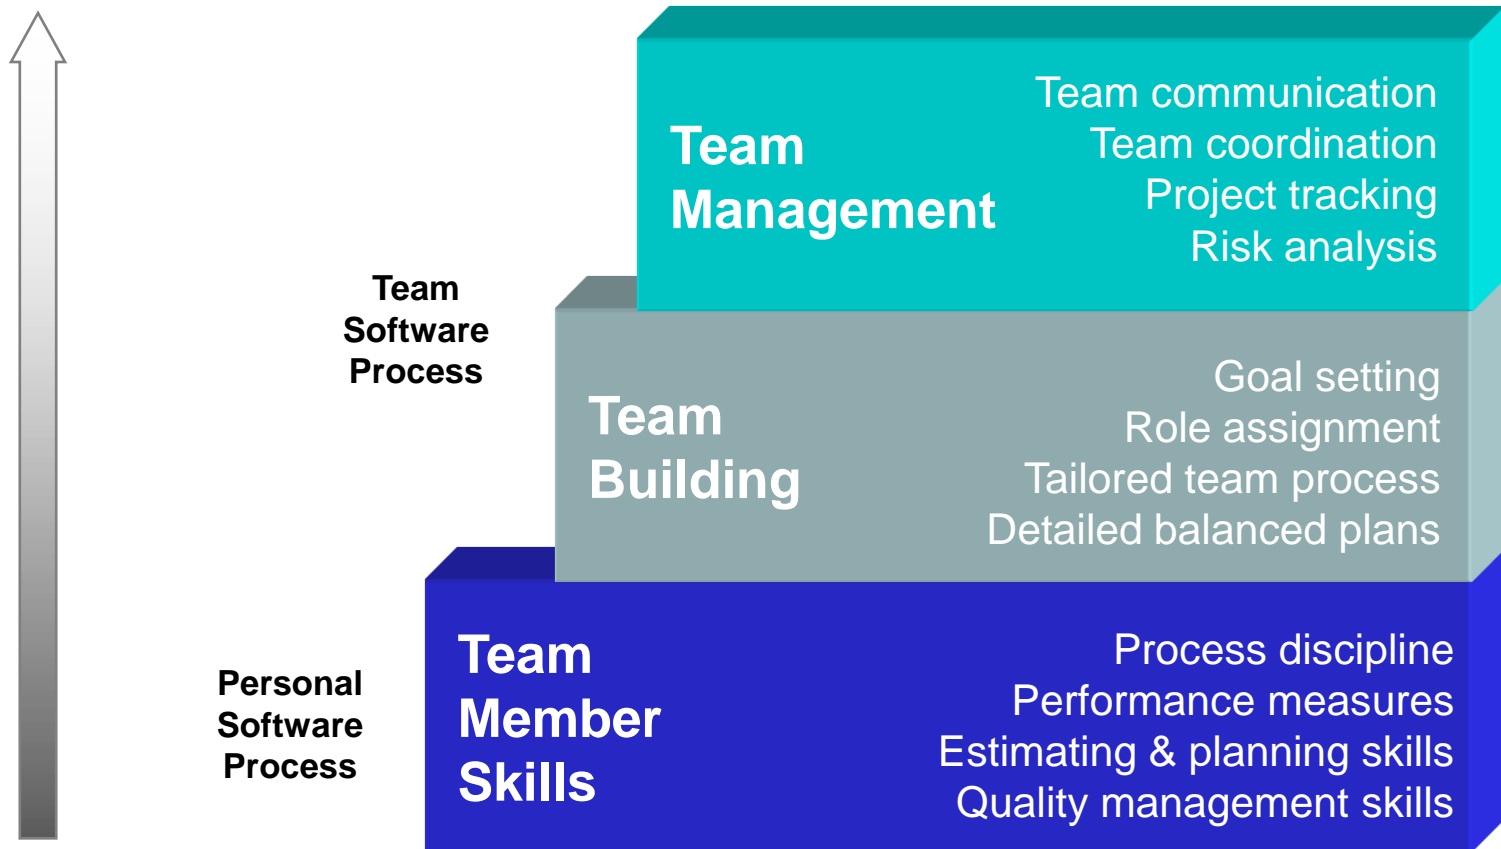 Team
Management
Team communication
Team coordination
Project tracking
Risk analysis
Team
Software
Process
Team
Building
Goal setting
Role assignment
Tailored team process
Detailed balanced plans
Personal
Software
Process
Team
Member
Skills
Process discipline
Performance measures
Estimating & planning skills
Quality management skills